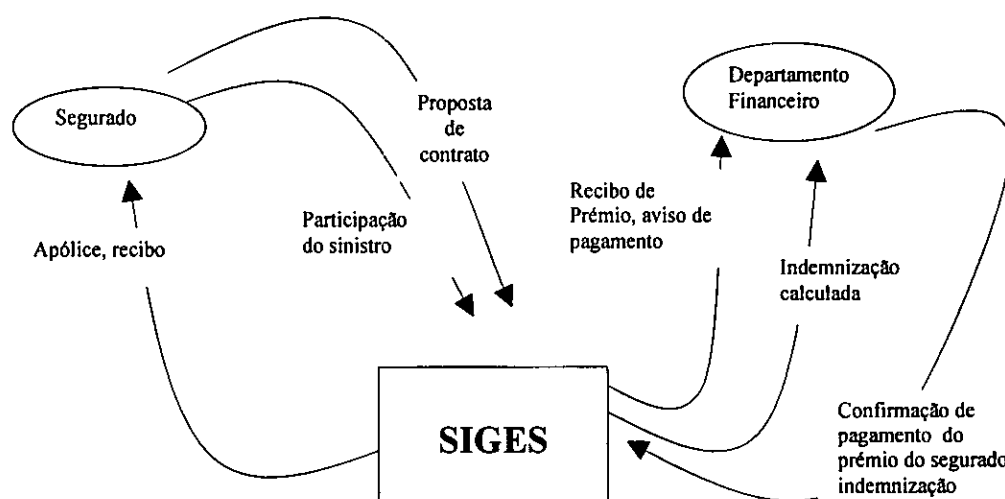 Segurado
Proposta
de
contrato
Departamento
Financeiro
Apólice, recibo
Participação
do sinistro
Recibo de
Prémio, aviso de
pagamento
Indemnização
calculada
SIGES
Confirmação de
pagamento do
prémio do segurado
indemnização